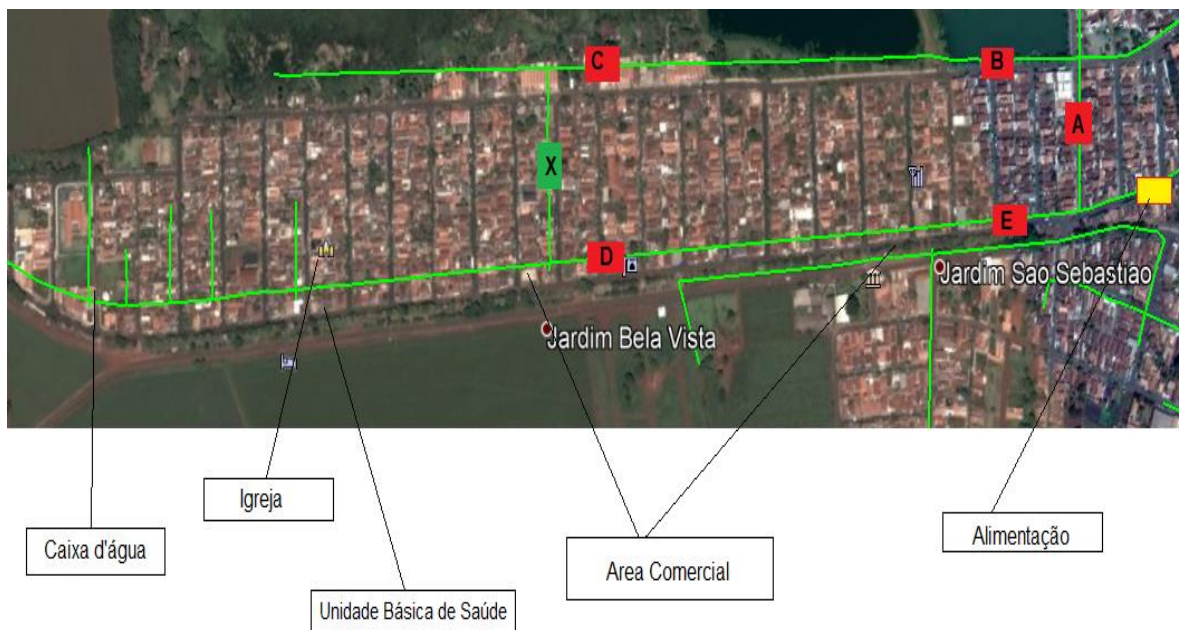 C
B
A
X
E
D
Jardim Sao Sebastiao
Jardim Bela Vista
Igreja
Caixa d'água
Alimentação
Area Comercial
Unidade Básica de Saúde